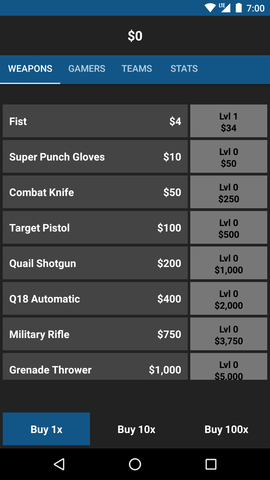 LTE 7:00
$0
WEAPONS GAMERS TEAMS STATS
Fist $4 Lvl 1
$34
Super Punch Gloves $10 Lvl 0
$50
Combat Knife $50 Lvl 0
$250
Target Pistol $100 Lvl 0
$500
Quail Shotgun $200 Lvl 0
$1,000
Q18 Automatic $400 Lvl 0
$2,000
Military Rifle $750 Lvl 0
$3,750
Grenade Thrower $1,000 Lvl 0
$5,000
Buy 1x Buy 10x Buy 100x